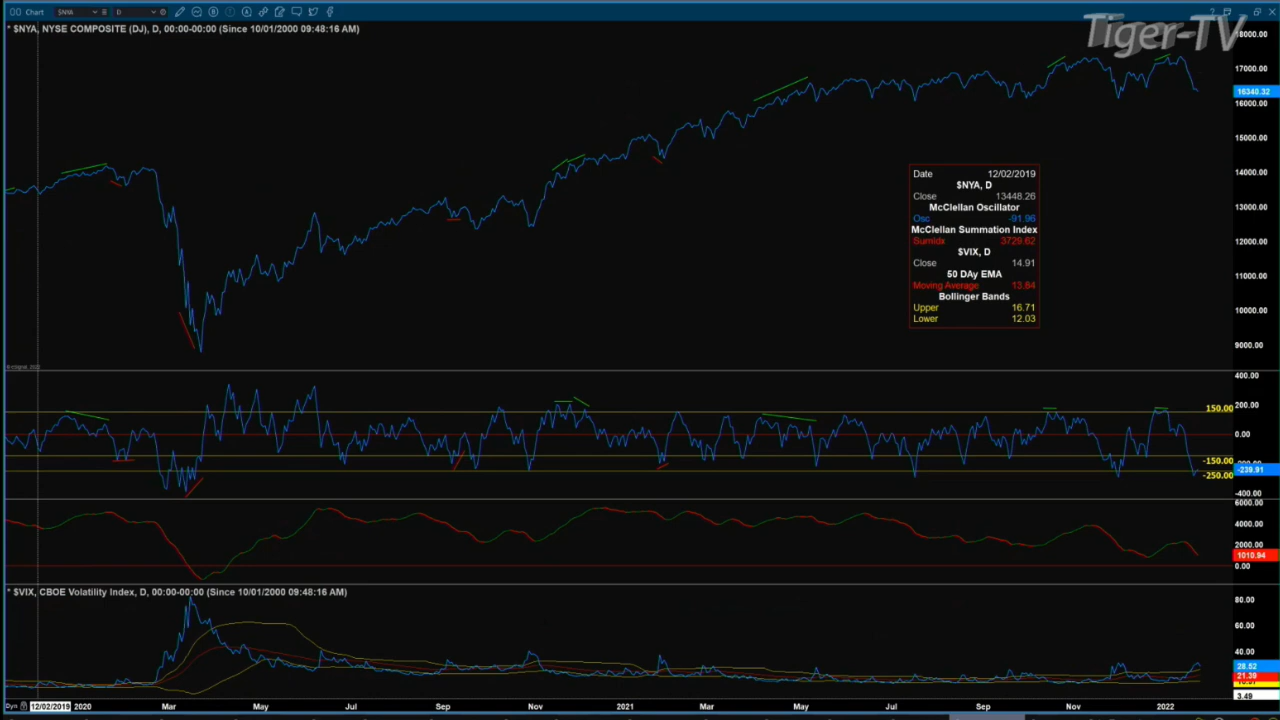 Chart $NYA D
Tiger-TV
* $NYA, NYSE COMPOSITE (DJ), D, 00:00-00:00 (Since 10/01/2000 09:48:16 AM)
18000.00
17000.00
16340.32
16000.00
15000.00
14000.00
13000.00
12000.00
11000.00
10000.00
9000.00
Date 12/02/2019
$NYA, D
Close 13448.26
McClellan Oscillator
Osc -91.96
McClellan Summation Index
SumIdx 3729.62
$VIX, D
Close 14.91
50 DAy EMA
Moving Average 13.64
Bollinger Bands
Upper 16.71
Lower 12.03
400.00
150.00 200.00
0.00
-150.00
-239.91
-250.00
-400.00
6000.00
4000.00
2000.00
1010.94
0.00
* $VIX, CBOE Volatility Index, D, 00:00-00:00 (Since 10/01/2000 09:48:16 AM)
80.00
60.00
40.00
28.52
21.39
3.49
Dyn 12/02/2019 2020 Mar May Jul Sep Nov 2021 Mar May Jul Sep Nov 2022